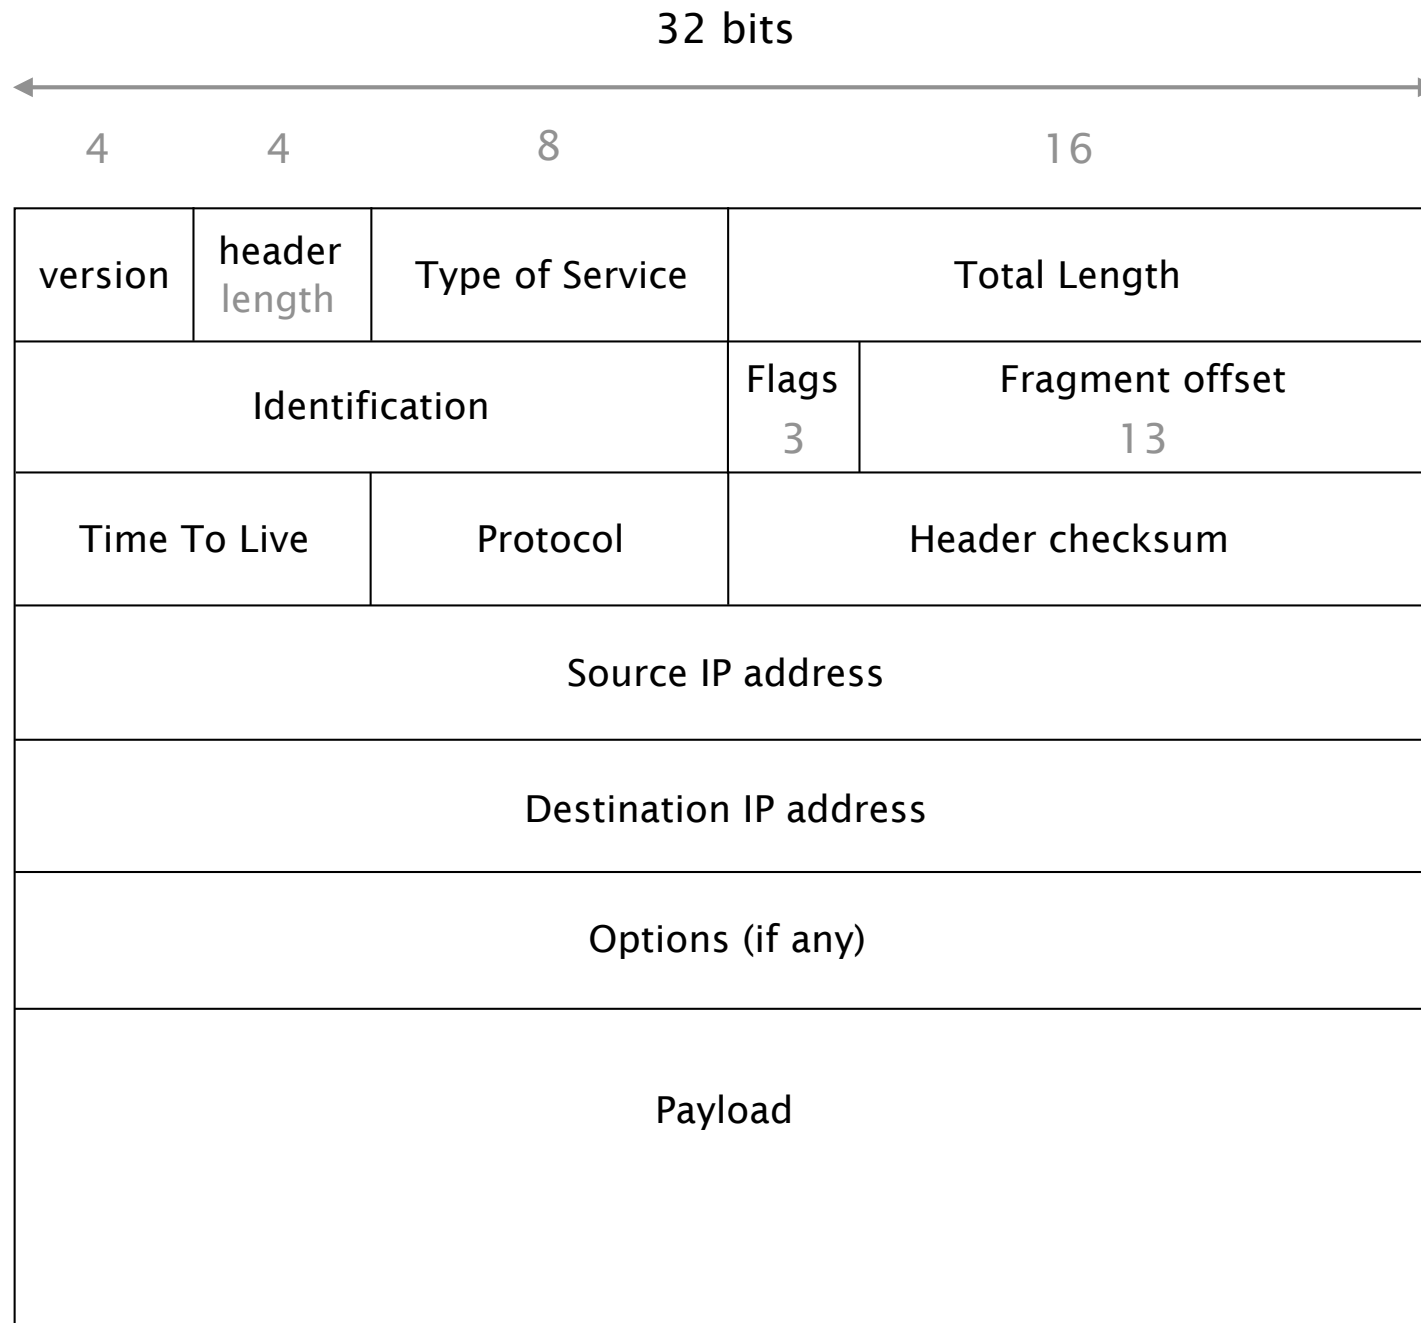 32 bits
4 4 8 16
version header length Type of Service Total Length
Identification Flags 3 Fragment offset 13
Time To Live Protocol Header checksum
Source IP address
Destination IP address
Options (if any)
Payload